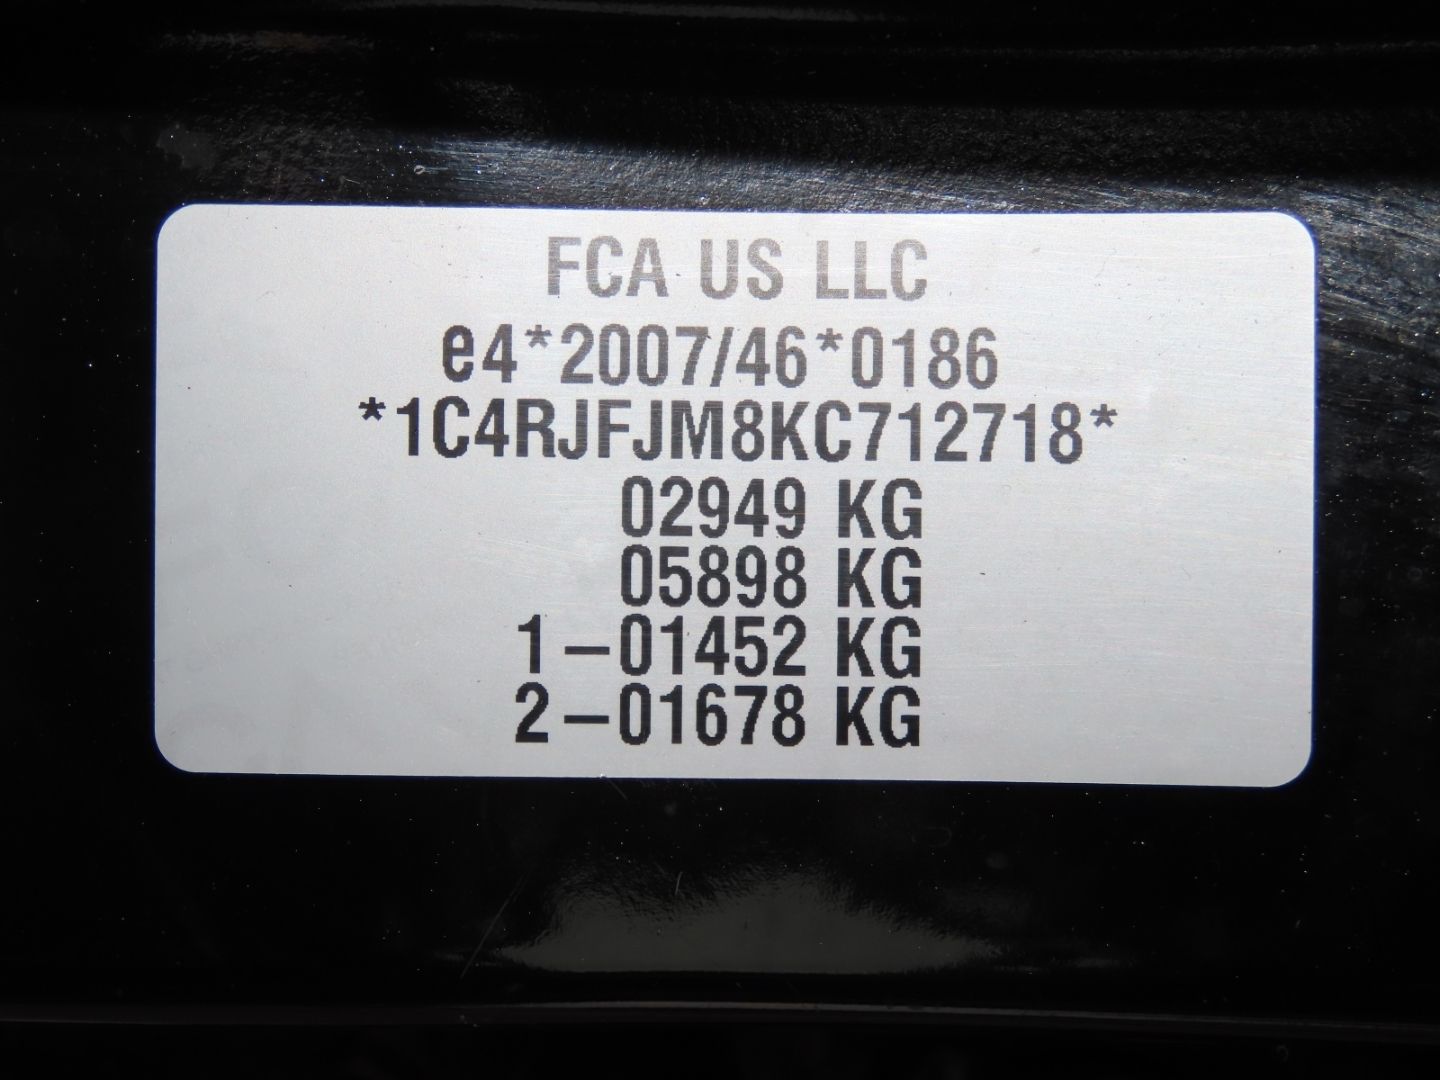 FCA US LLC
e4*2007/46*0186
*1C4RJFJM8KC712718*
02949 KG
05898 KG
1-01452 KG
2-01678 KG